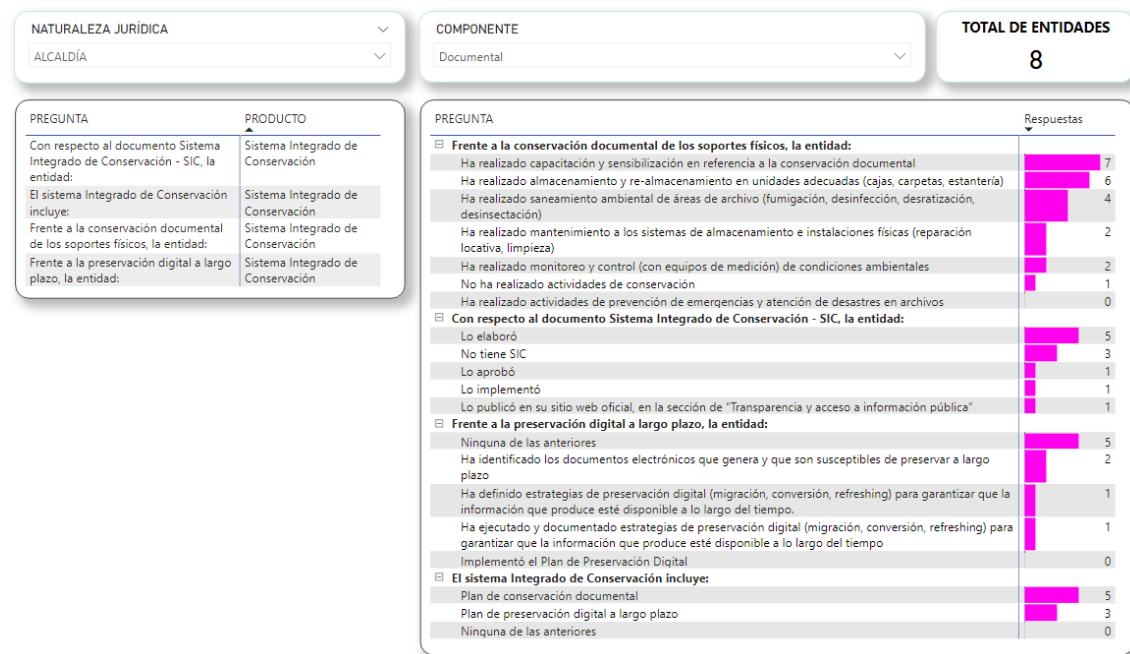 NATURALEZA JURÍDICA
ALCALDÍA
COMPONENTE
Documental
TOTAL DE ENTIDADES
8
PREGUNTA PRODUCTO
Con respecto al documento Sistema Sistema Integrado de
Integrado de Conservación - SIC, la Conservación
entidad:
El sistema Integrado de Conservación Sistema Integrado de
incluye: Conservación
Frente a la conservación documental Sistema Integrado de
de los soportes físicos, la entidad: Conservación
Frente a la preservación digital a largo Sistema Integrado de
plazo, la entidad: Conservación
PREGUNTA Respuestas
Frente a la conservación documental de los soportes físicos, la entidad:
Ha realizado capacitación y sensibilización en referencia a la conservación documental 7
Ha realizado almacenamiento y re-almacenamiento en unidades adecuadas (cajas, carpetas, estantería) 6
Ha realizado saneamiento ambiental de áreas de archivo (fumigación, desinfección, desratización, 4
desinsectación)
Ha realizado mantenimiento a los sistemas de almacenamiento e instalaciones físicas (reparación 2
locativa, limpieza)
Ha realizado monitoreo y control (con equipos de medición) de condiciones ambientales 2
No ha realizado actividades de conservación 1
Ha realizado actividades de prevención de emergencias y atención de desastres en archivos 0
Con respecto al documento Sistema Integrado de Conservación - SIC, la entidad:
Lo elaboró 5
No tiene SIC 3
Lo aprobó 1
Lo implementó 1
Lo publicó en su sitio web oficial, en la sección de "Transparencia y acceso a información pública" 1
Frente a la preservación digital a largo plazo, la entidad:
Ninguna de las anteriores 5
Ha identificado los documentos electrónicos que genera y que son susceptibles de preservar a largo 2
plazo
Ha definido estrategias de preservación digital (migración, conversión, refreshing) para garantizar que la 1
información que produce esté disponible a lo largo del tiempo.
Ha ejecutado y documentado estrategias de preservación digital (migración, conversión, refreshing) para 1
garantizar que la información que produce esté disponible a lo largo del tiempo
Implementó el Plan de Preservación Digital 0
El sistema Integrado de Conservación incluye:
Plan de conservación documental 5
Plan de preservación digital a largo plazo 3
Ninguna de las anteriores 0